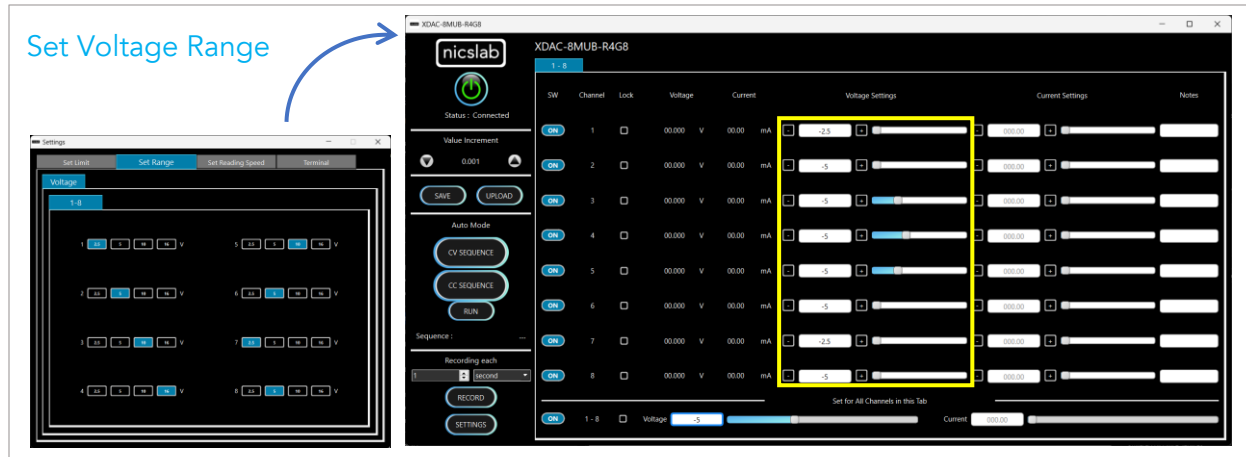 Set Voltage Range
Settings
Set Limit Set Range Set Reading Speed Terminal
Voltage
1-8
1 2.5 5 10 16 V 5 2.5 5 10 16 V
2 2.5 5 10 16 V 6 2.5 5 10 16 V
3 2.5 5 10 16 V 7 2.5 5 10 16 V
4 2.5 5 10 16 V 8 2.5 5 10 16 V
XDAC-8MUB-R4G8
nicslab
Status : Connected
Value Increment
0.001
SAVE UPLOAD
Auto Mode
CV SEQUENCE
CC SEQUENCE
RUN
Sequence : __
Recording each
1 second
RECORD
SETTINGS
XDAC-8MUB-R4G8
1 - 8
SW Channel Lock Voltage Current Voltage Settings Current Settings Notes
ON 1 00.000 V 00.00 mA - -2.5 + - 000.00 +
ON 2 00.000 V 00.00 mA - -5 + - 000.00 +
ON 3 00.000 V 00.00 mA - -5 + - 000.00 +
ON 4 00.000 V 00.00 mA - -5 + - 000.00 +
ON 5 00.000 V 00.00 mA - -5 + - 000.00 +
ON 6 00.000 V 00.00 mA - -5 + - 000.00 +
ON 7 00.000 V 00.00 mA - -2.5 + - 000.00 +
ON 8 00.000 V 00.00 mA - -5 + - 000.00 +
Set for All Channels in this Tab
ON 1 - 8 Voltage -5 Current 000.00